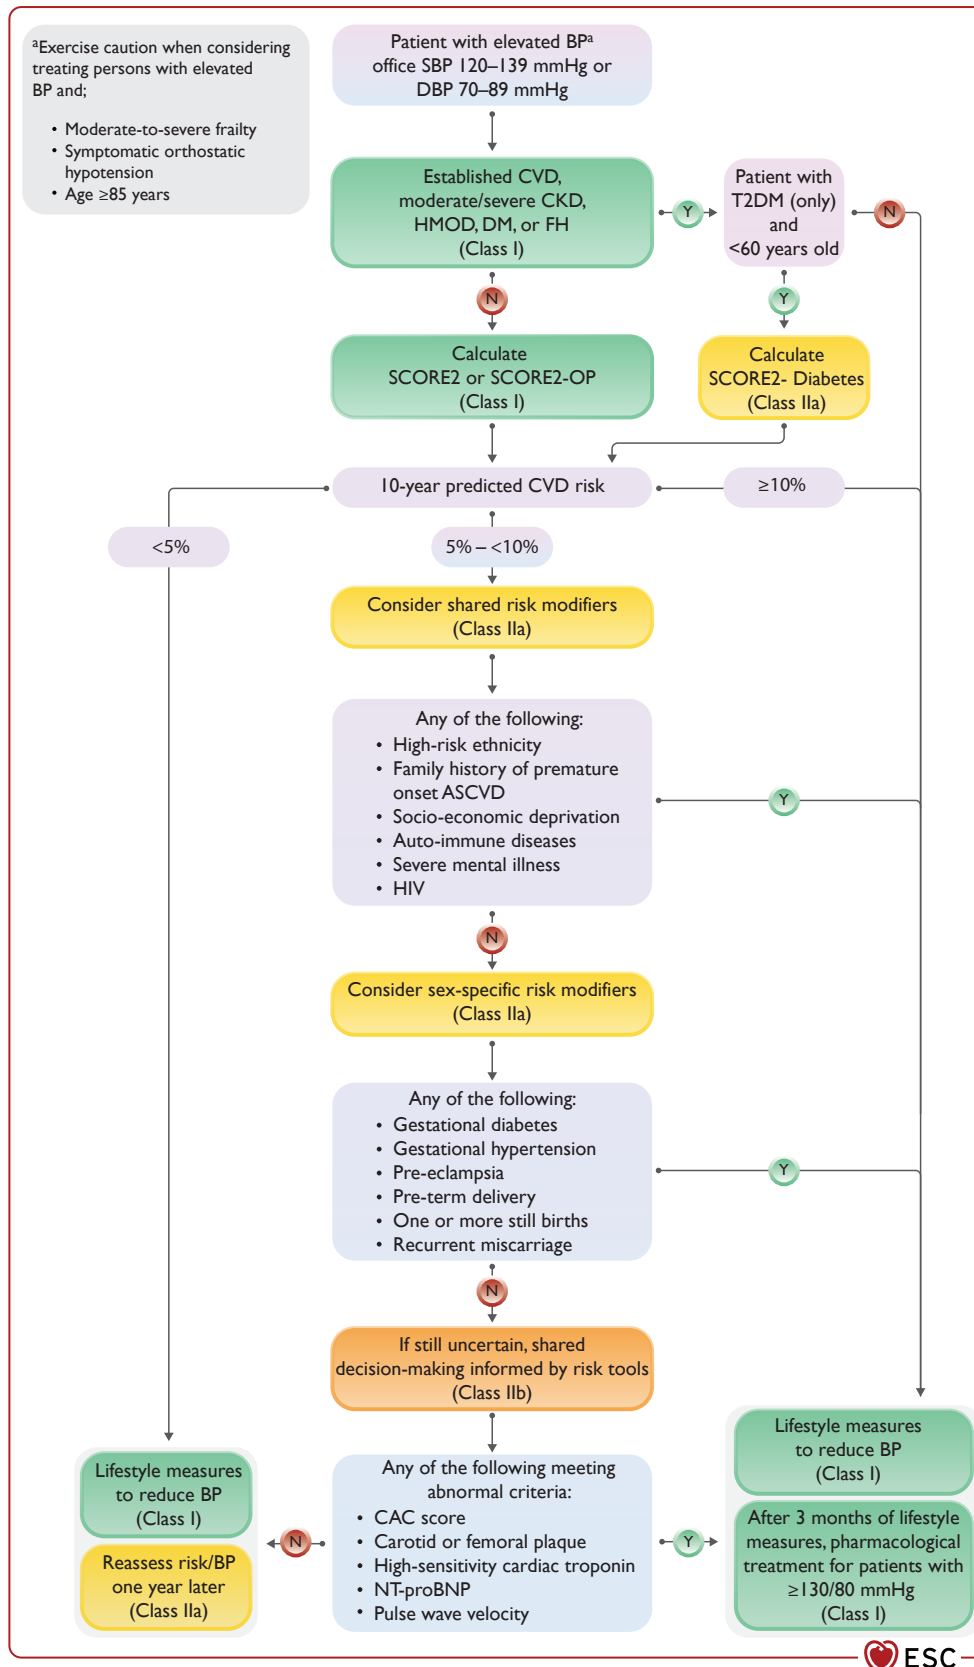 ᵃExercise caution when considering
treating persons with elevated
BP and;
• Moderate-to-severe frailty
• Symptomatic orthostatic
hypotension
• Age ≥85 years
Patient with elevated BPᵃ
office SBP 120–139 mmHg or
DBP 70–89 mmHg
Established CVD,
moderate/severe CKD,
HMOD, DM, or FH
(Class I)
Y
Patient with
T2DM (only)
and
<60 years old
N
N
Y
Calculate
SCORE2 or SCORE2-OP
(Class I)
Calculate
SCORE2- Diabetes
(Class IIa)
10-year predicted CVD risk
≥10%
<5%
5% – <10%
Consider shared risk modifiers
(Class IIa)
Any of the following:
• High-risk ethnicity
• Family history of premature
onset ASCVD
• Socio-economic deprivation
• Auto-immune diseases
• Severe mental illness
• HIV
Y
N
Consider sex-specific risk modifiers
(Class IIa)
Any of the following:
• Gestational diabetes
• Gestational hypertension
• Pre-eclampsia
• Pre-term delivery
• One or more still births
• Recurrent miscarriage
Y
N
If still uncertain, shared
decision-making informed by risk tools
(Class IIb)
Lifestyle measures
to reduce BP
(Class I)
Reassess risk/BP
one year later
(Class IIa)
N
Any of the following meeting
abnormal criteria:
• CAC score
• Carotid or femoral plaque
• High-sensitivity cardiac troponin
• NT-proBNP
• Pulse wave velocity
Y
Lifestyle measures
to reduce BP
(Class I)
After 3 months of lifestyle
measures, pharmacological
treatment for patients with
≥130/80 mmHg
(Class I)
ESC